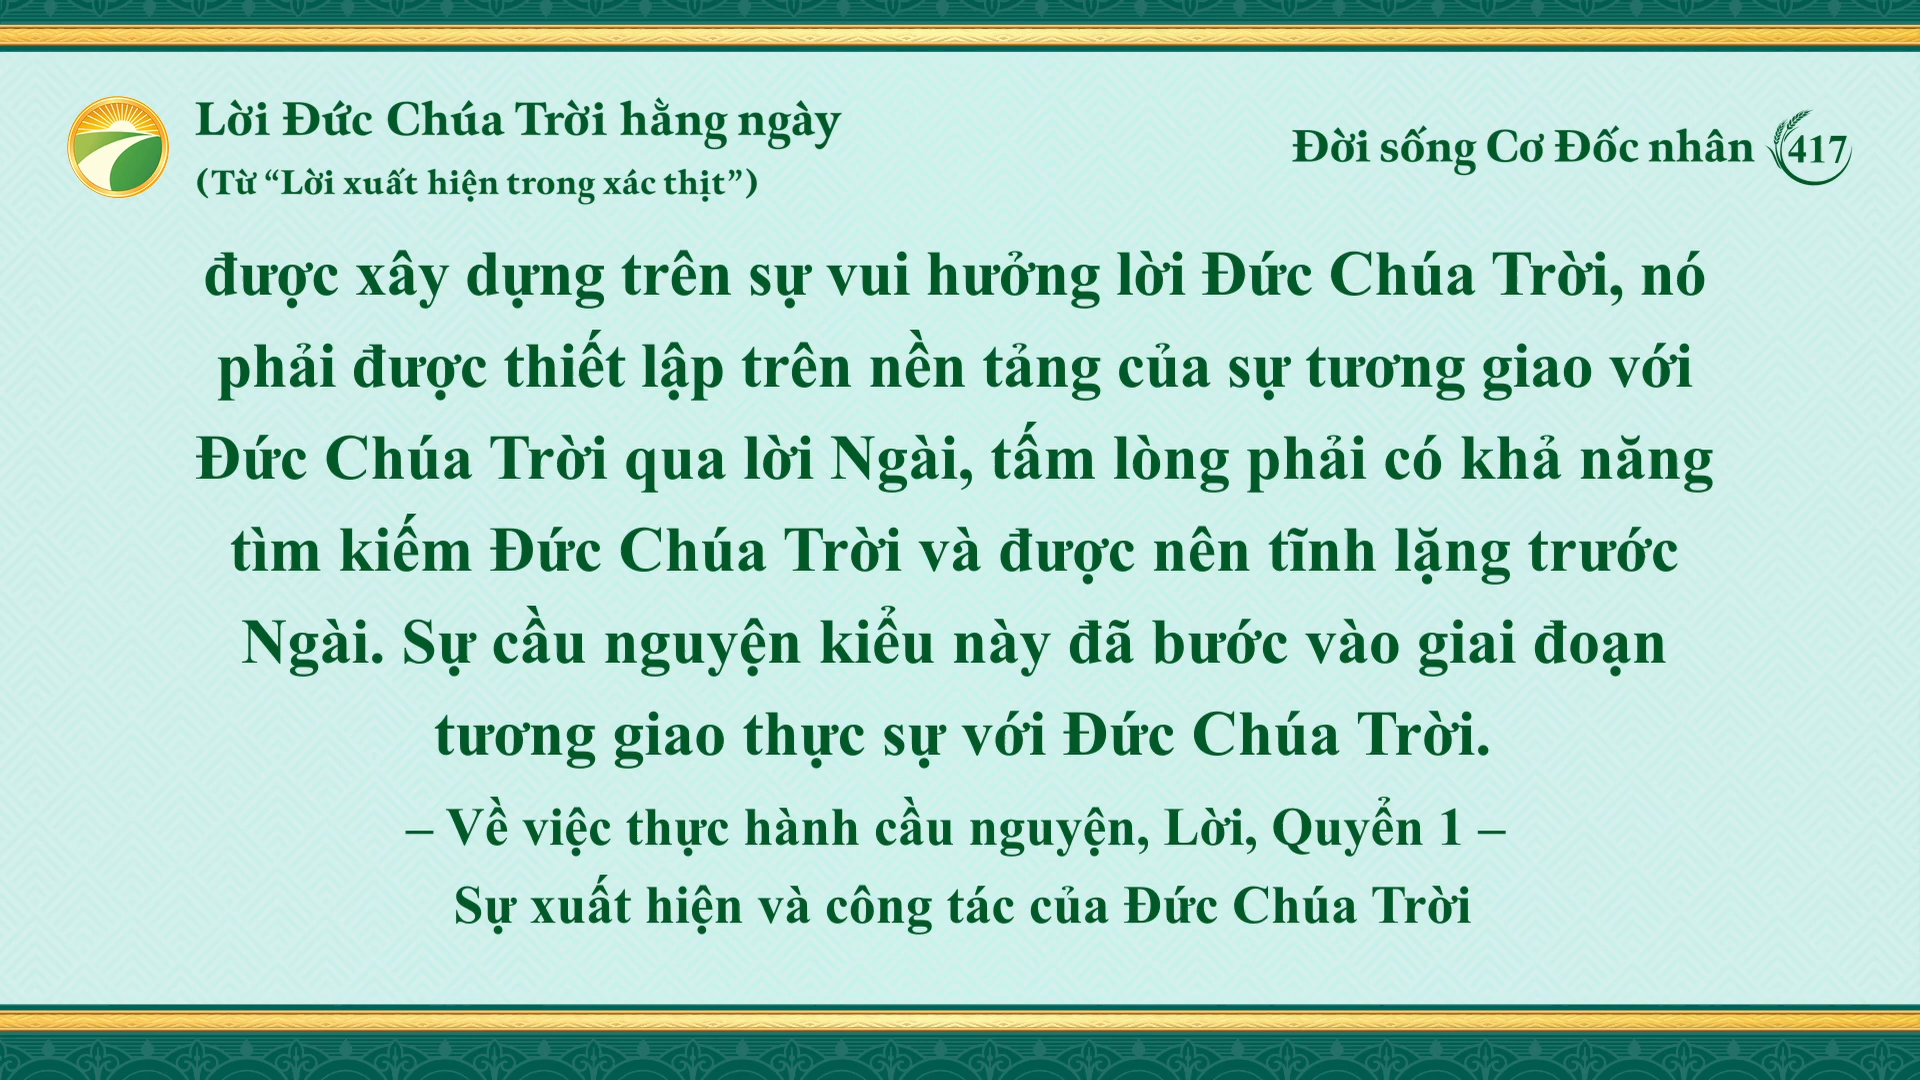 Lời Đức Chúa Trời hằng ngày
(Từ “Lời xuất hiện trong xác thịt”)
Đời sống Cơ Đốc nhân 417
được xây dựng trên sự vui hưởng lời Đức Chúa Trời, nó
phải được thiết lập trên nền tảng của sự tương giao với
Đức Chúa Trời qua lời Ngài, tấm lòng phải có khả năng
tìm kiếm Đức Chúa Trời và được nên tĩnh lặng trước
Ngài. Sự cầu nguyện kiểu này đã bước vào giai đoạn
tương giao thực sự với Đức Chúa Trời.
– Về việc thực hành cầu nguyện, Lời, Quyển 1 –
Sự xuất hiện và công tác của Đức Chúa Trời